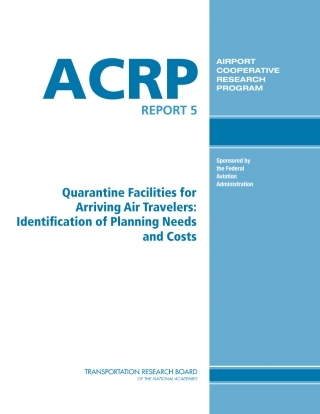 ACRP
REPORT 5
AIRPORT
COOPERATIVE
RESEARCH
PROGRAM
Sponsored by
the Federal
Aviation
Administration
Quarantine Facilities for
Arriving Air Travelers:
Identification of Planning Needs
and Costs
TRANSPORTATION RESEARCH BOARD
OF THE NATIONAL ACADEMIES